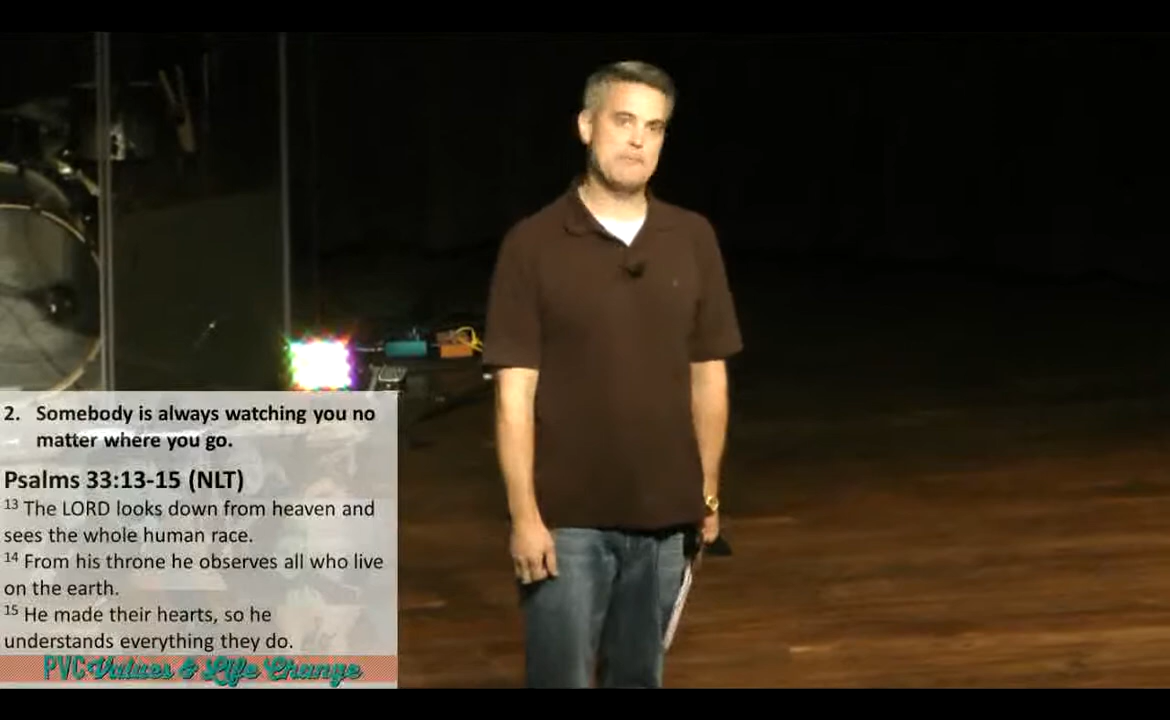 2. Somebody is always watching you no
matter where you go.
Psalms 33:13-15 (NLT)
13 The LORD looks down from heaven and
sees the whole human race.
14 From his throne he observes all who live
on the earth.
15 He made their hearts, so he
understands everything they do.
PVC Values & Life Change